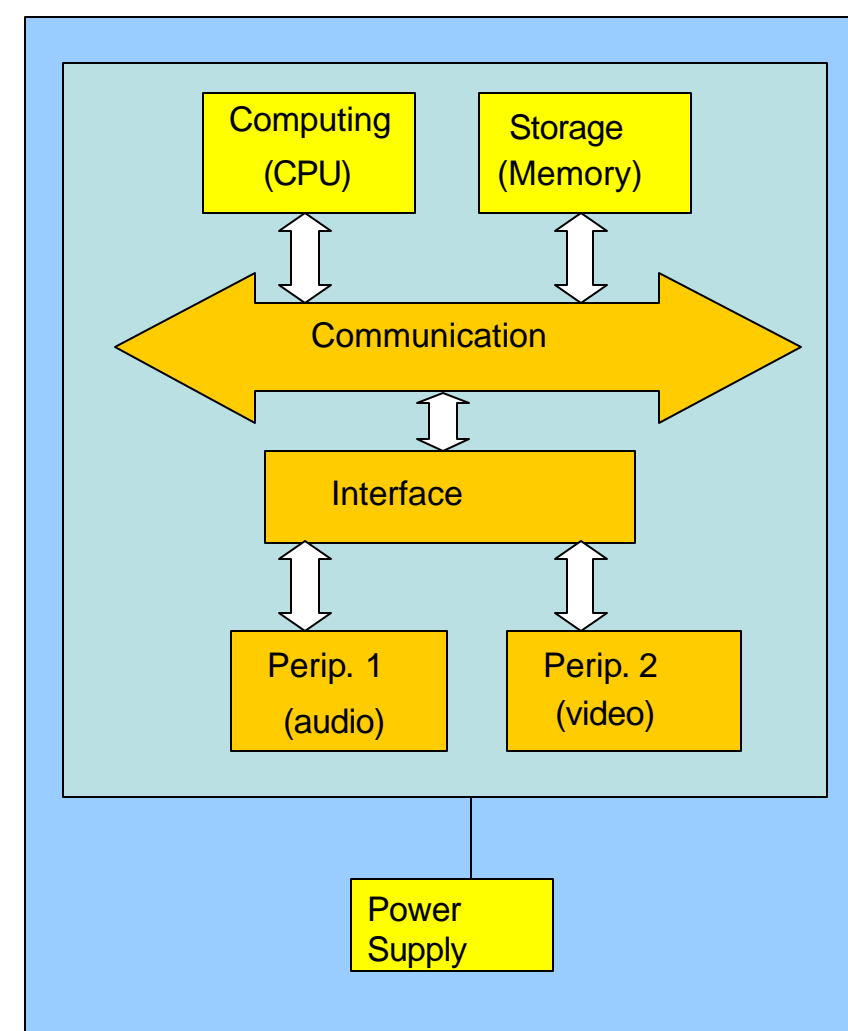 Computing
(CPU)
Storage
(Memory)
Communication
Interface
Perip. 1
(audio)
Perip. 2
(video)
Power
Supply